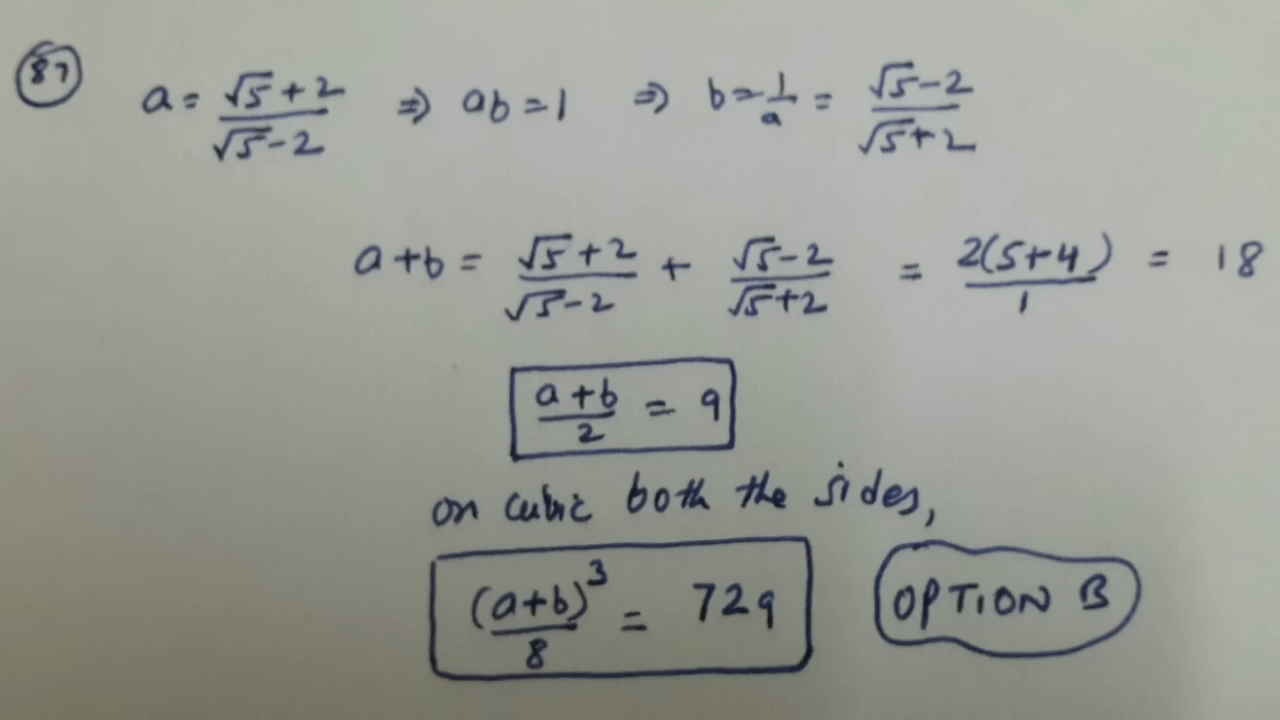 87 a = (√5+2)/(√5-2) ⇒ ab = 1 ⇒ b = 1/a = (√5-2)/(√5+2)
a+b = (√5+2)/(√5-2) + (√5-2)/(√5+2) = 2(5+4)/1 = 18
(a+b)/2 = 9
on cubic both the sides,
(a+b)³/8 = 729 OPTION B